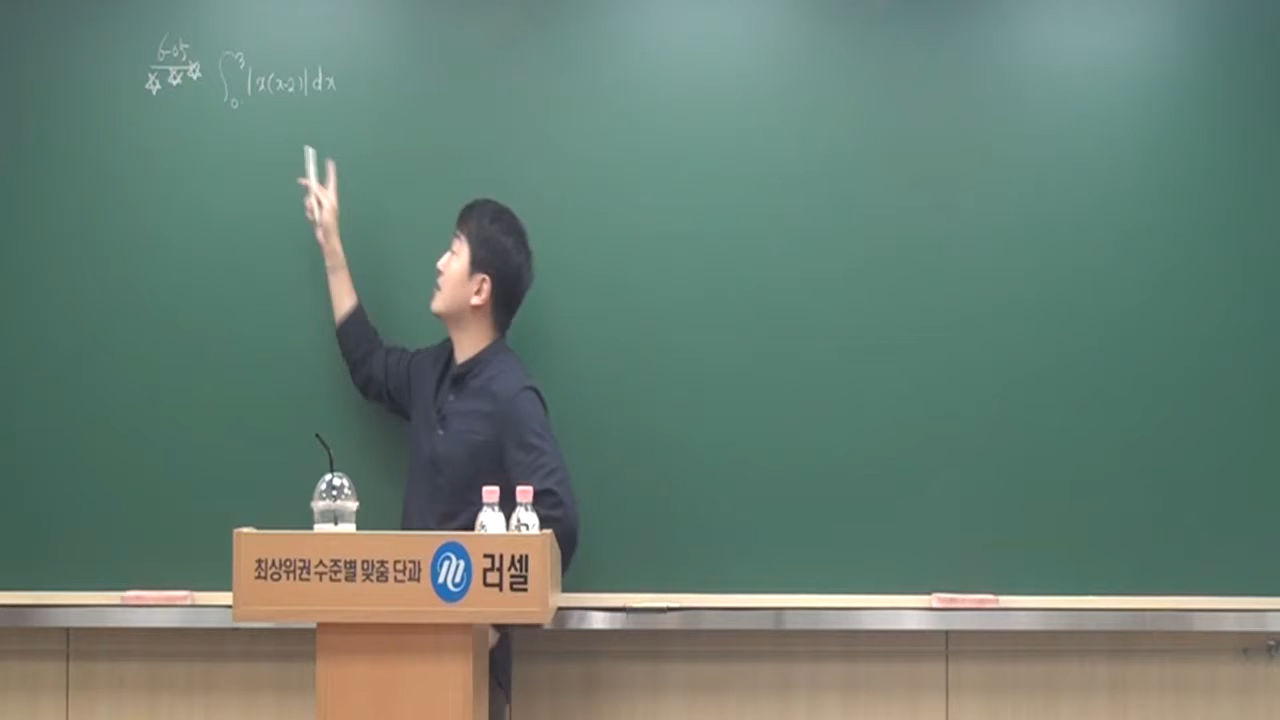 6-05
☆☆☆ ∫₀³ |x(x-2)| dx
최상위권 수준별 맞춤 단과 러셀